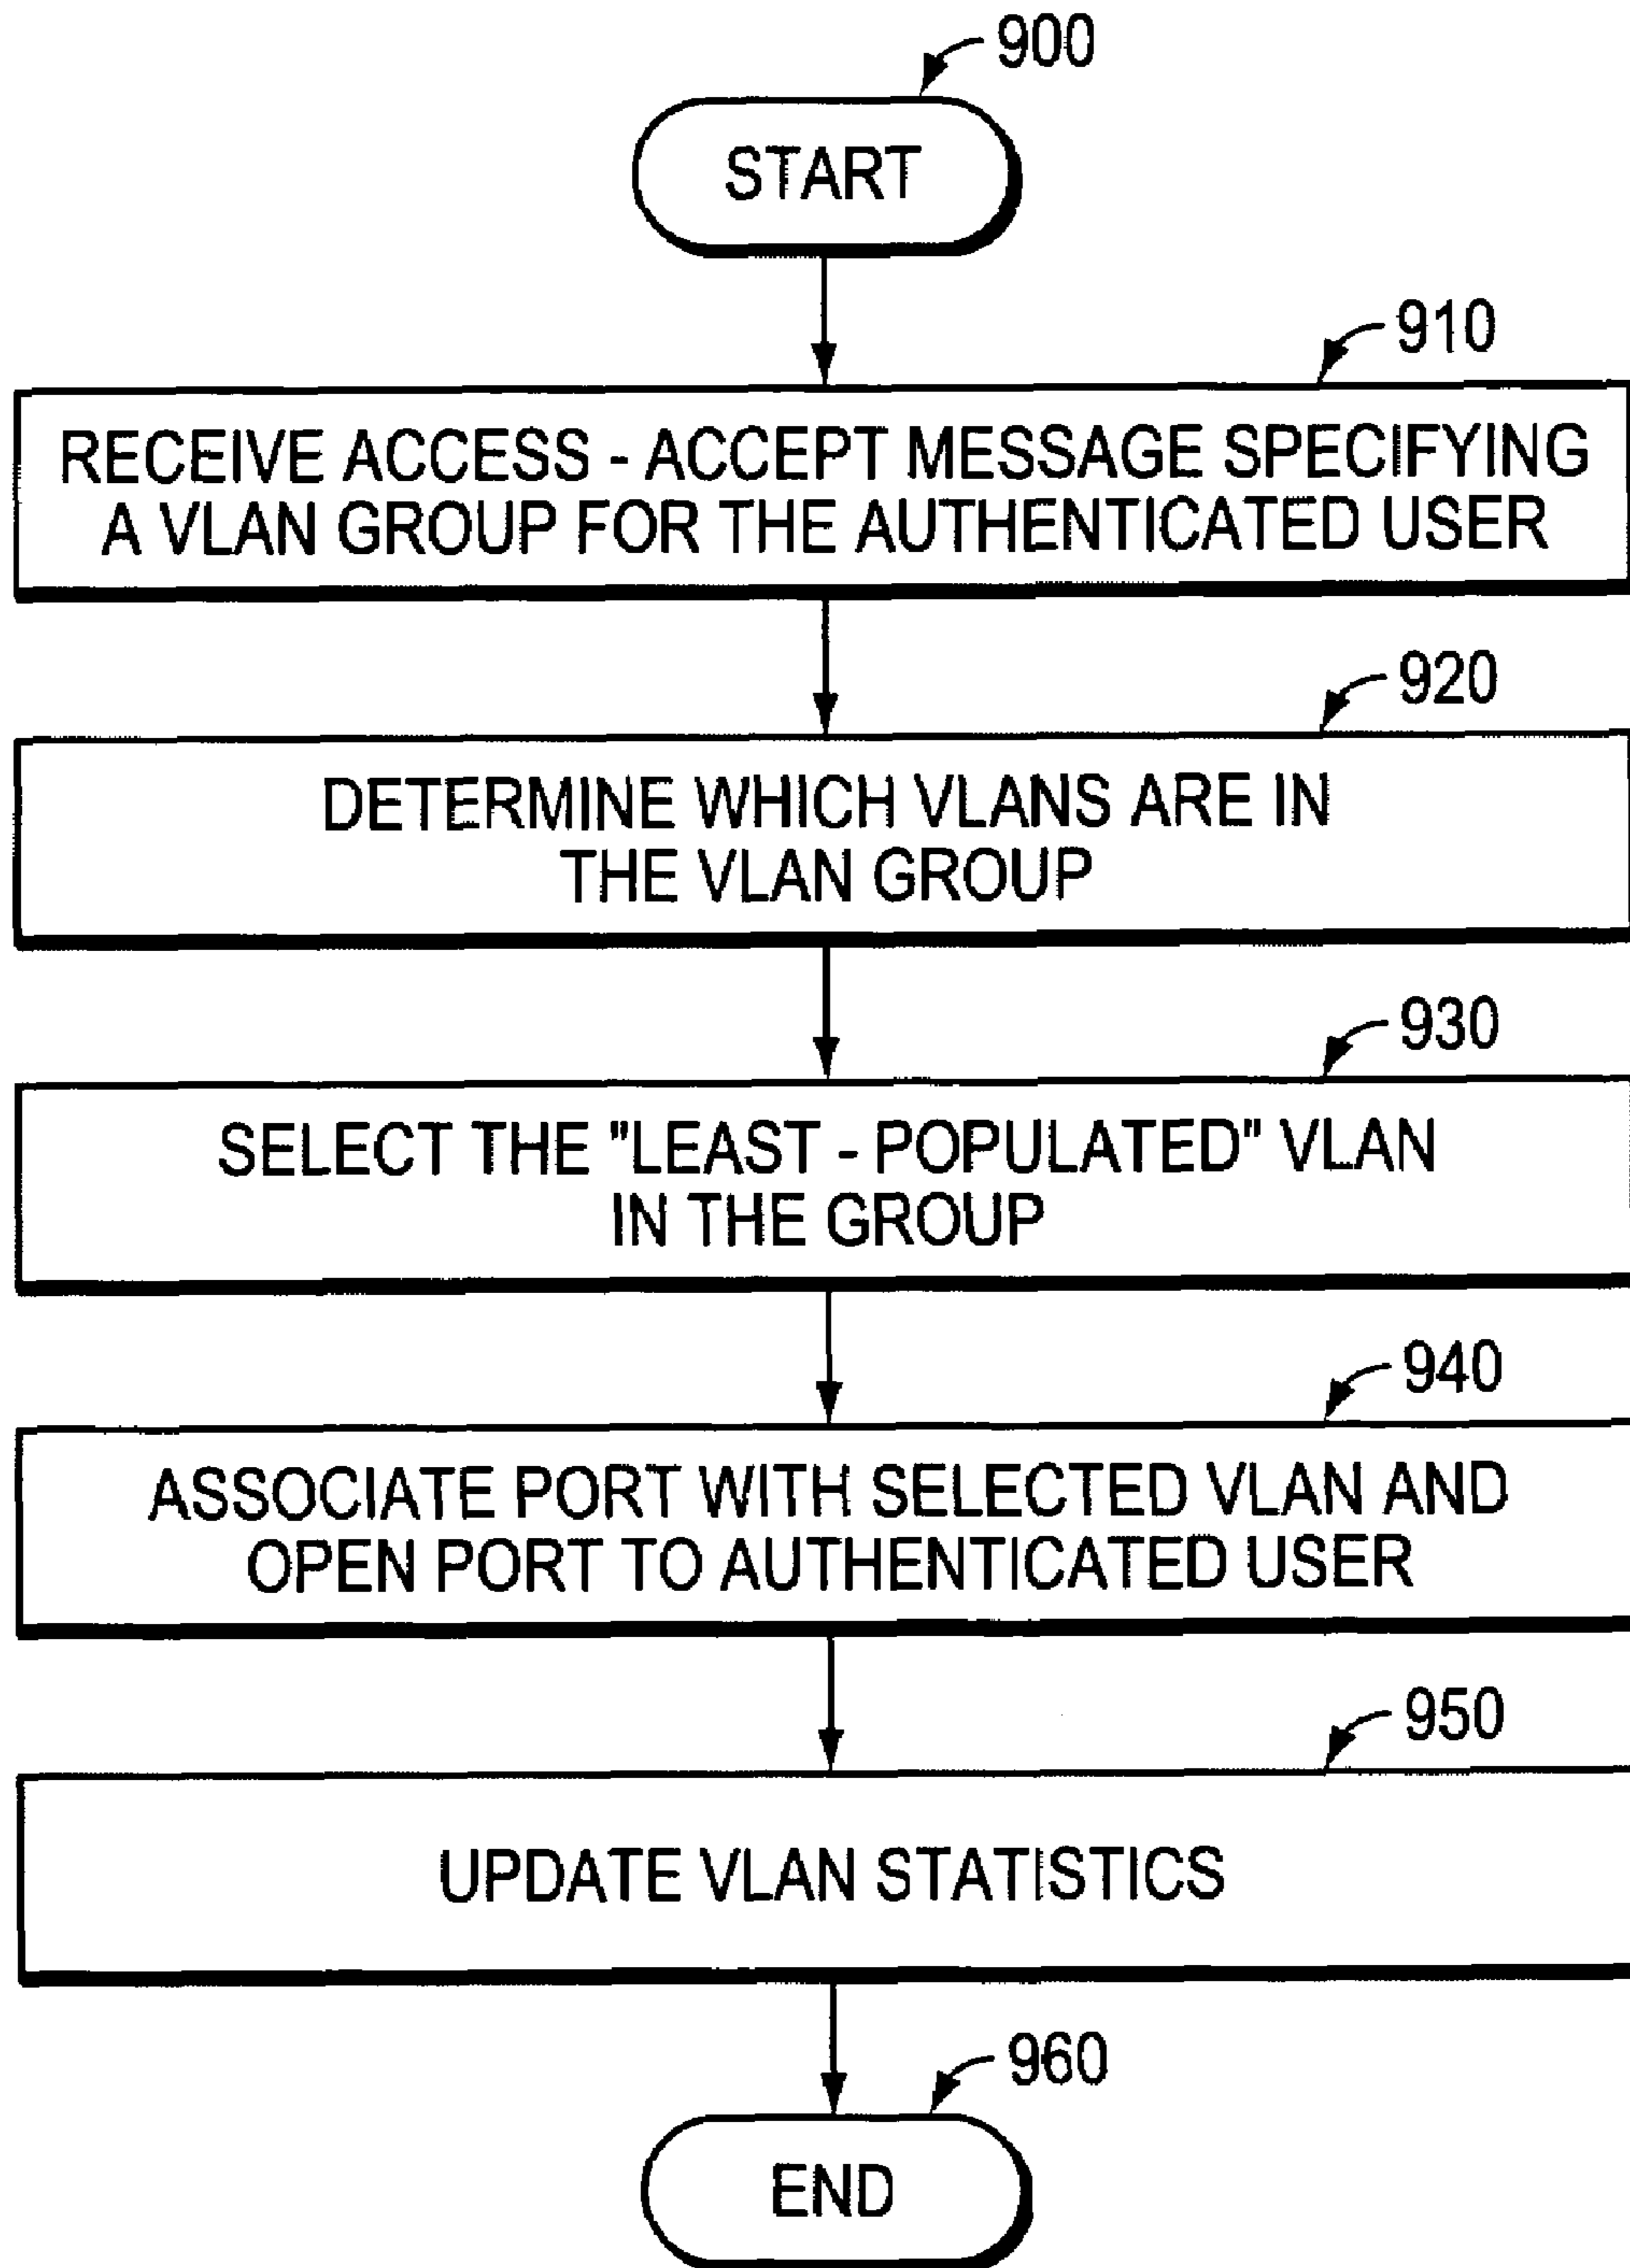 900
START
910
RECEIVE ACCESS - ACCEPT MESSAGE SPECIFYING
A VLAN GROUP FOR THE AUTHENTICATED USER
920
DETERMINE WHICH VLANS ARE IN
THE VLAN GROUP
930
SELECT THE "LEAST - POPULATED" VLAN
IN THE GROUP
940
ASSOCIATE PORT WITH SELECTED VLAN AND
OPEN PORT TO AUTHENTICATED USER
950
UPDATE VLAN STATISTICS
960
END